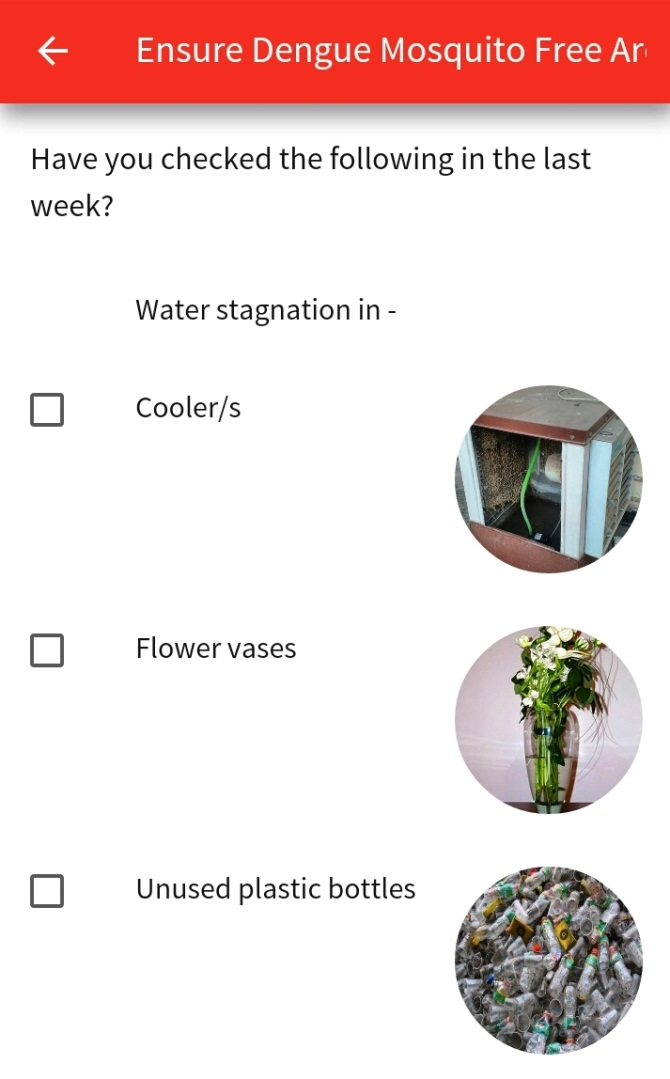 Ensure Dengue Mosquito Free Ar
Have you checked the following in the last
week?
Water stagnation in -
Cooler/s
Flower vases
Unused plastic bottles